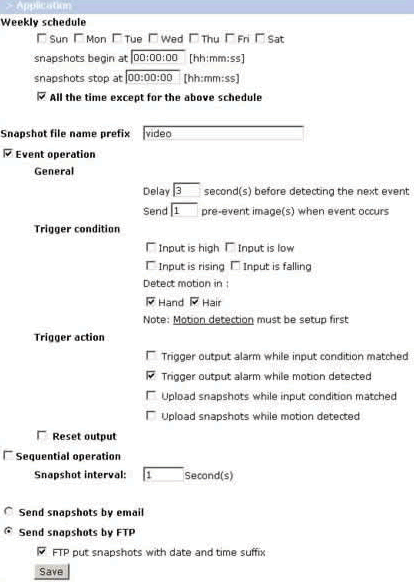 > Application
Weekly schedule
Sun Mon Tue Wed Thu Fri Sat
snapshots begin at 00:00:00 [hh:mm:ss]
snapshots stop at 00:00:00 [hh:mm:ss]
All the time except for the above schedule
Snapshot file name prefix video
Event operation
General
Delay 3 second(s) before detecting the next event
Send 1 pre-event image(s) when event occurs
Trigger condition
Input is high Input is low
Input is rising Input is falling
Detect motion in :
Hand Hair
Note: Motion detection must be setup first
Trigger action
Trigger output alarm while input condition matched
Trigger output alarm while motion detected
Upload snapshots while input condition matched
Upload snapshots while motion detected
Reset output
Sequential operation
Snapshot interval: 1 Second(s)
Send snapshots by email
Send snapshots by FTP
FTP put snapshots with date and time suffix
Save